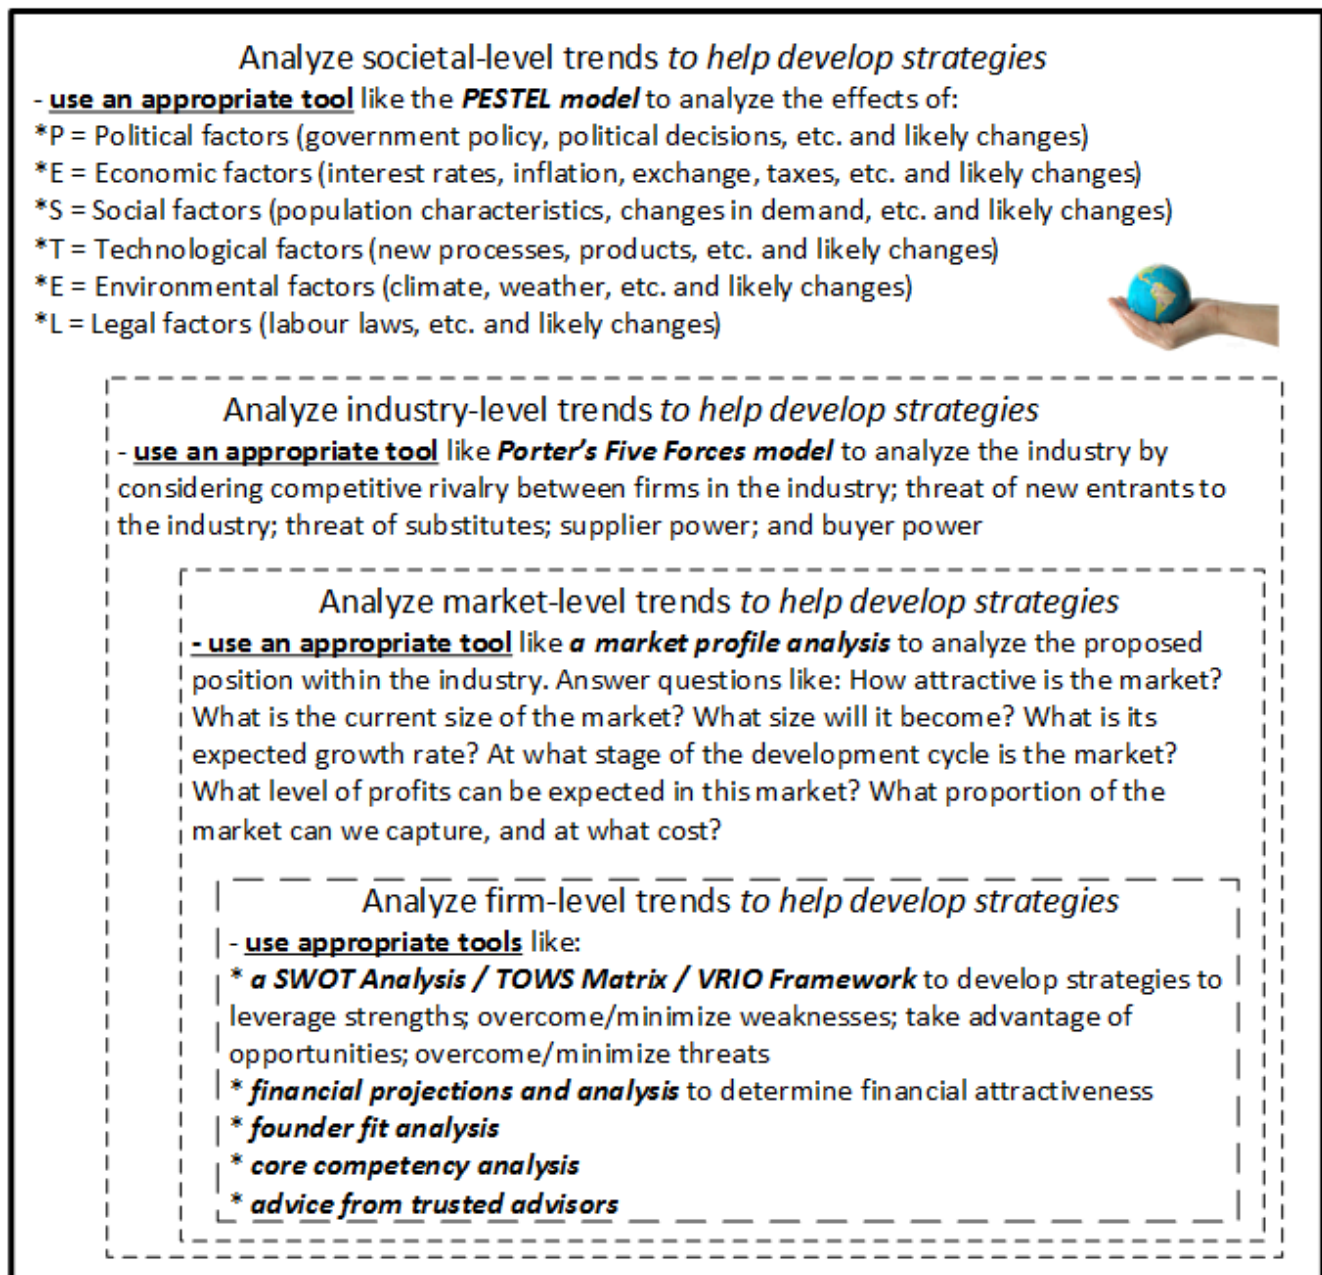 Analyze societal-level trends to help develop strategies
- use an appropriate tool like the PESTEL model to analyze the effects of:
*P = Political factors (government policy, political decisions, etc. and likely changes)
*E = Economic factors (interest rates, inflation, exchange, taxes, etc. and likely changes)
*S = Social factors (population characteristics, changes in demand, etc. and likely changes)
*T = Technological factors (new processes, products, etc. and likely changes)
*E = Environmental factors (climate, weather, etc. and likely changes)
*L = Legal factors (labour laws, etc. and likely changes)
Analyze industry-level trends to help develop strategies
- use an appropriate tool like Porter's Five Forces model to analyze the industry by
considering competitive rivalry between firms in the industry; threat of new entrants to
the industry; threat of substitutes; supplier power; and buyer power
Analyze market-level trends to help develop strategies
- use an appropriate tool like a market profile analysis to analyze the proposed
position within the industry. Answer questions like: How attractive is the market?
What is the current size of the market? What size will it become? What is its
expected growth rate? At what stage of the development cycle is the market?
What level of profits can be expected in this market? What proportion of the
market can we capture, and at what cost?
Analyze firm-level trends to help develop strategies
- use appropriate tools like:
* a SWOT Analysis / TOWS Matrix / VRIO Framework to develop strategies to
leverage strengths; overcome/minimize weaknesses; take advantage of
opportunities; overcome/minimize threats
* financial projections and analysis to determine financial attractiveness
* founder fit analysis
* core competency analysis
* advice from trusted advisors